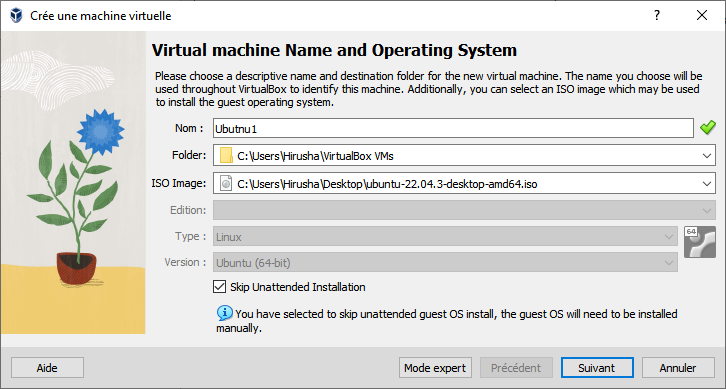 Crée une machine virtuelle
Virtual machine Name and Operating System
Please choose a descriptive name and destination folder for the new virtual machine. The name you choose will be
used throughout VirtualBox to identify this machine. Additionally, you can select an ISO image which may be used
to install the guest operating system.
Nom : Ubutnu1
Folder: C:\Users\Hirusha\VirtualBox VMs
ISO Image: C:\Users\Hirusha\Desktop\ubuntu-22.04.3-desktop-amd64.iso
Edition:
Type : Linux
64
Version : Ubuntu (64-bit)
Skip Unattended Installation
You have selected to skip unattended guest OS install, the guest OS will need to be installed
manually.
Aide Mode expert Précédent Suivant Annuler